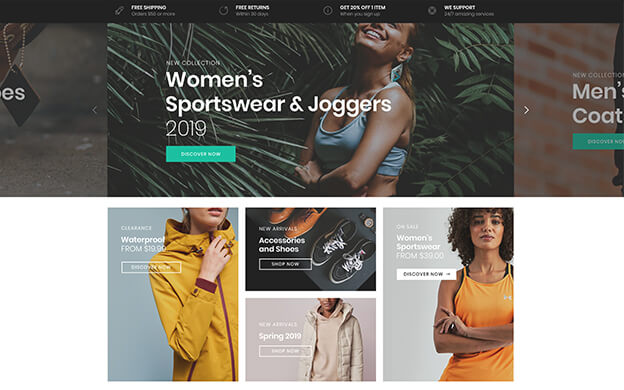 FREE SHIPPING
Orders $50 or more
FREE RETURNS
Within 30 days
GET 20% OFF 1 ITEM
When you sign up
WE SUPPORT
24/7 amazing services
oes
NEW COLLECTION
Women's
Sportswear & Joggers
2019
DISCOVER NOW
NEW COLLECTION
Men's
Coat
DISCOVER NOW
CLEARANCE
Waterproof
FROM $19.99
DISCOVER NOW
NEW ARRIVALS
Accessories
and Shoes
SHOP NOW
NEW ARRIVALS
Spring 2019
SHOP NOW
ON SALE
Women's
Sportswear
FROM $39.00
DISCOVER NOW →